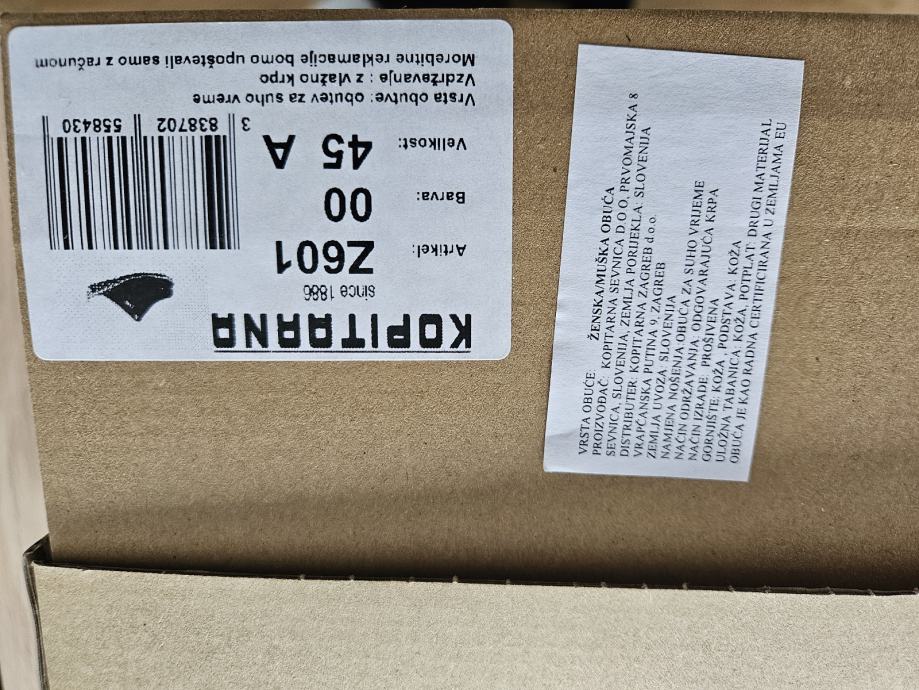 KOPITARNA
since 1886
Artikel: Z601
Barva: 00
Velikost: 45 A
3 838702 558430
Vrsta obutve: obutev za suho vreme
Vzdrževanje : z vlažno krpo
Morebitne reklamacije bomo upoštevali samo z računom
VRSTA OBUĆE ŽENSKA/MUŠKA OBUĆA
PROIZVOĐAČ: KOPITARNA SEVNICA D.O.O, PRVOMAJSKA 8
SEVNICA, SLOVENIJA, ZEMLJA PORIJEKLA: SLOVENIJA
DISTRIBUTER: KOPITARNA ZAGREB d.o.o.
VRAPČANSKA PUTINA 9, ZAGREB
ZEMLJA UVOZA: SLOVENIJA
NAMJENA NOŠENJA: OBUĆA ZA SUHO VRIJEME
NAČIN ODRŽAVANJA: ODGOVARAJUĆA KRPA
NAČIN IZRADE: PROŠIVENA
GORNJIŠTE: KOŽA , PODSTAVA: KOŽA
ULOŽNA TABANICA: KOŽA, POTPLAT: DRUGI MATERIJAL
OBUĆA JE KAO RADNA CERTIFICIRANA U ZEMLJAMA EU